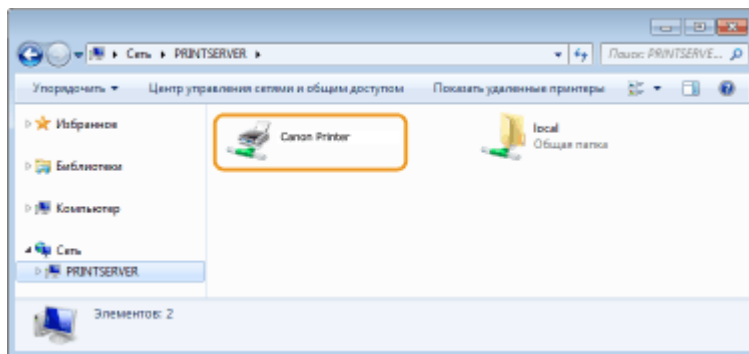 Сеть ▸ PRINTSERVER ▸
Поиск: PRINTSERVE...
Упорядочить Центр управления сетями и общим доступом Показать удаленные принтеры
Избранное
Библиотеки
Компьютер
Сеть
PRINTSERVER
Canon Printer
local
Общая папка
Элементов: 2